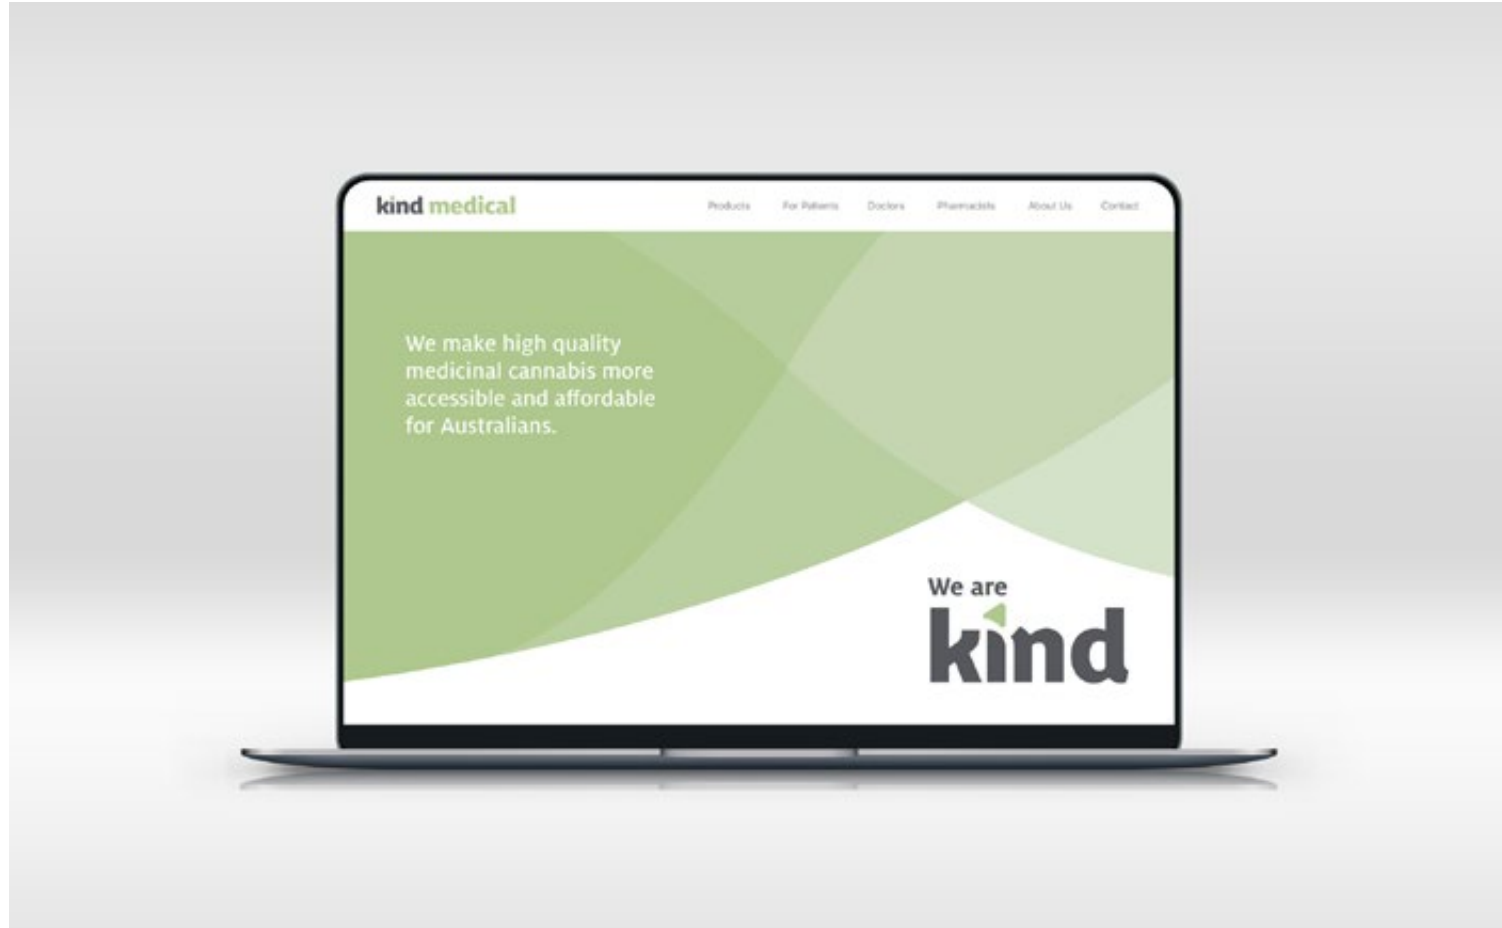 kind medical
Products For Patients Doctors Pharmacists About Us Contact
We make high quality
medicinal cannabis more
accessible and affordable
for Australians.
We are
kind